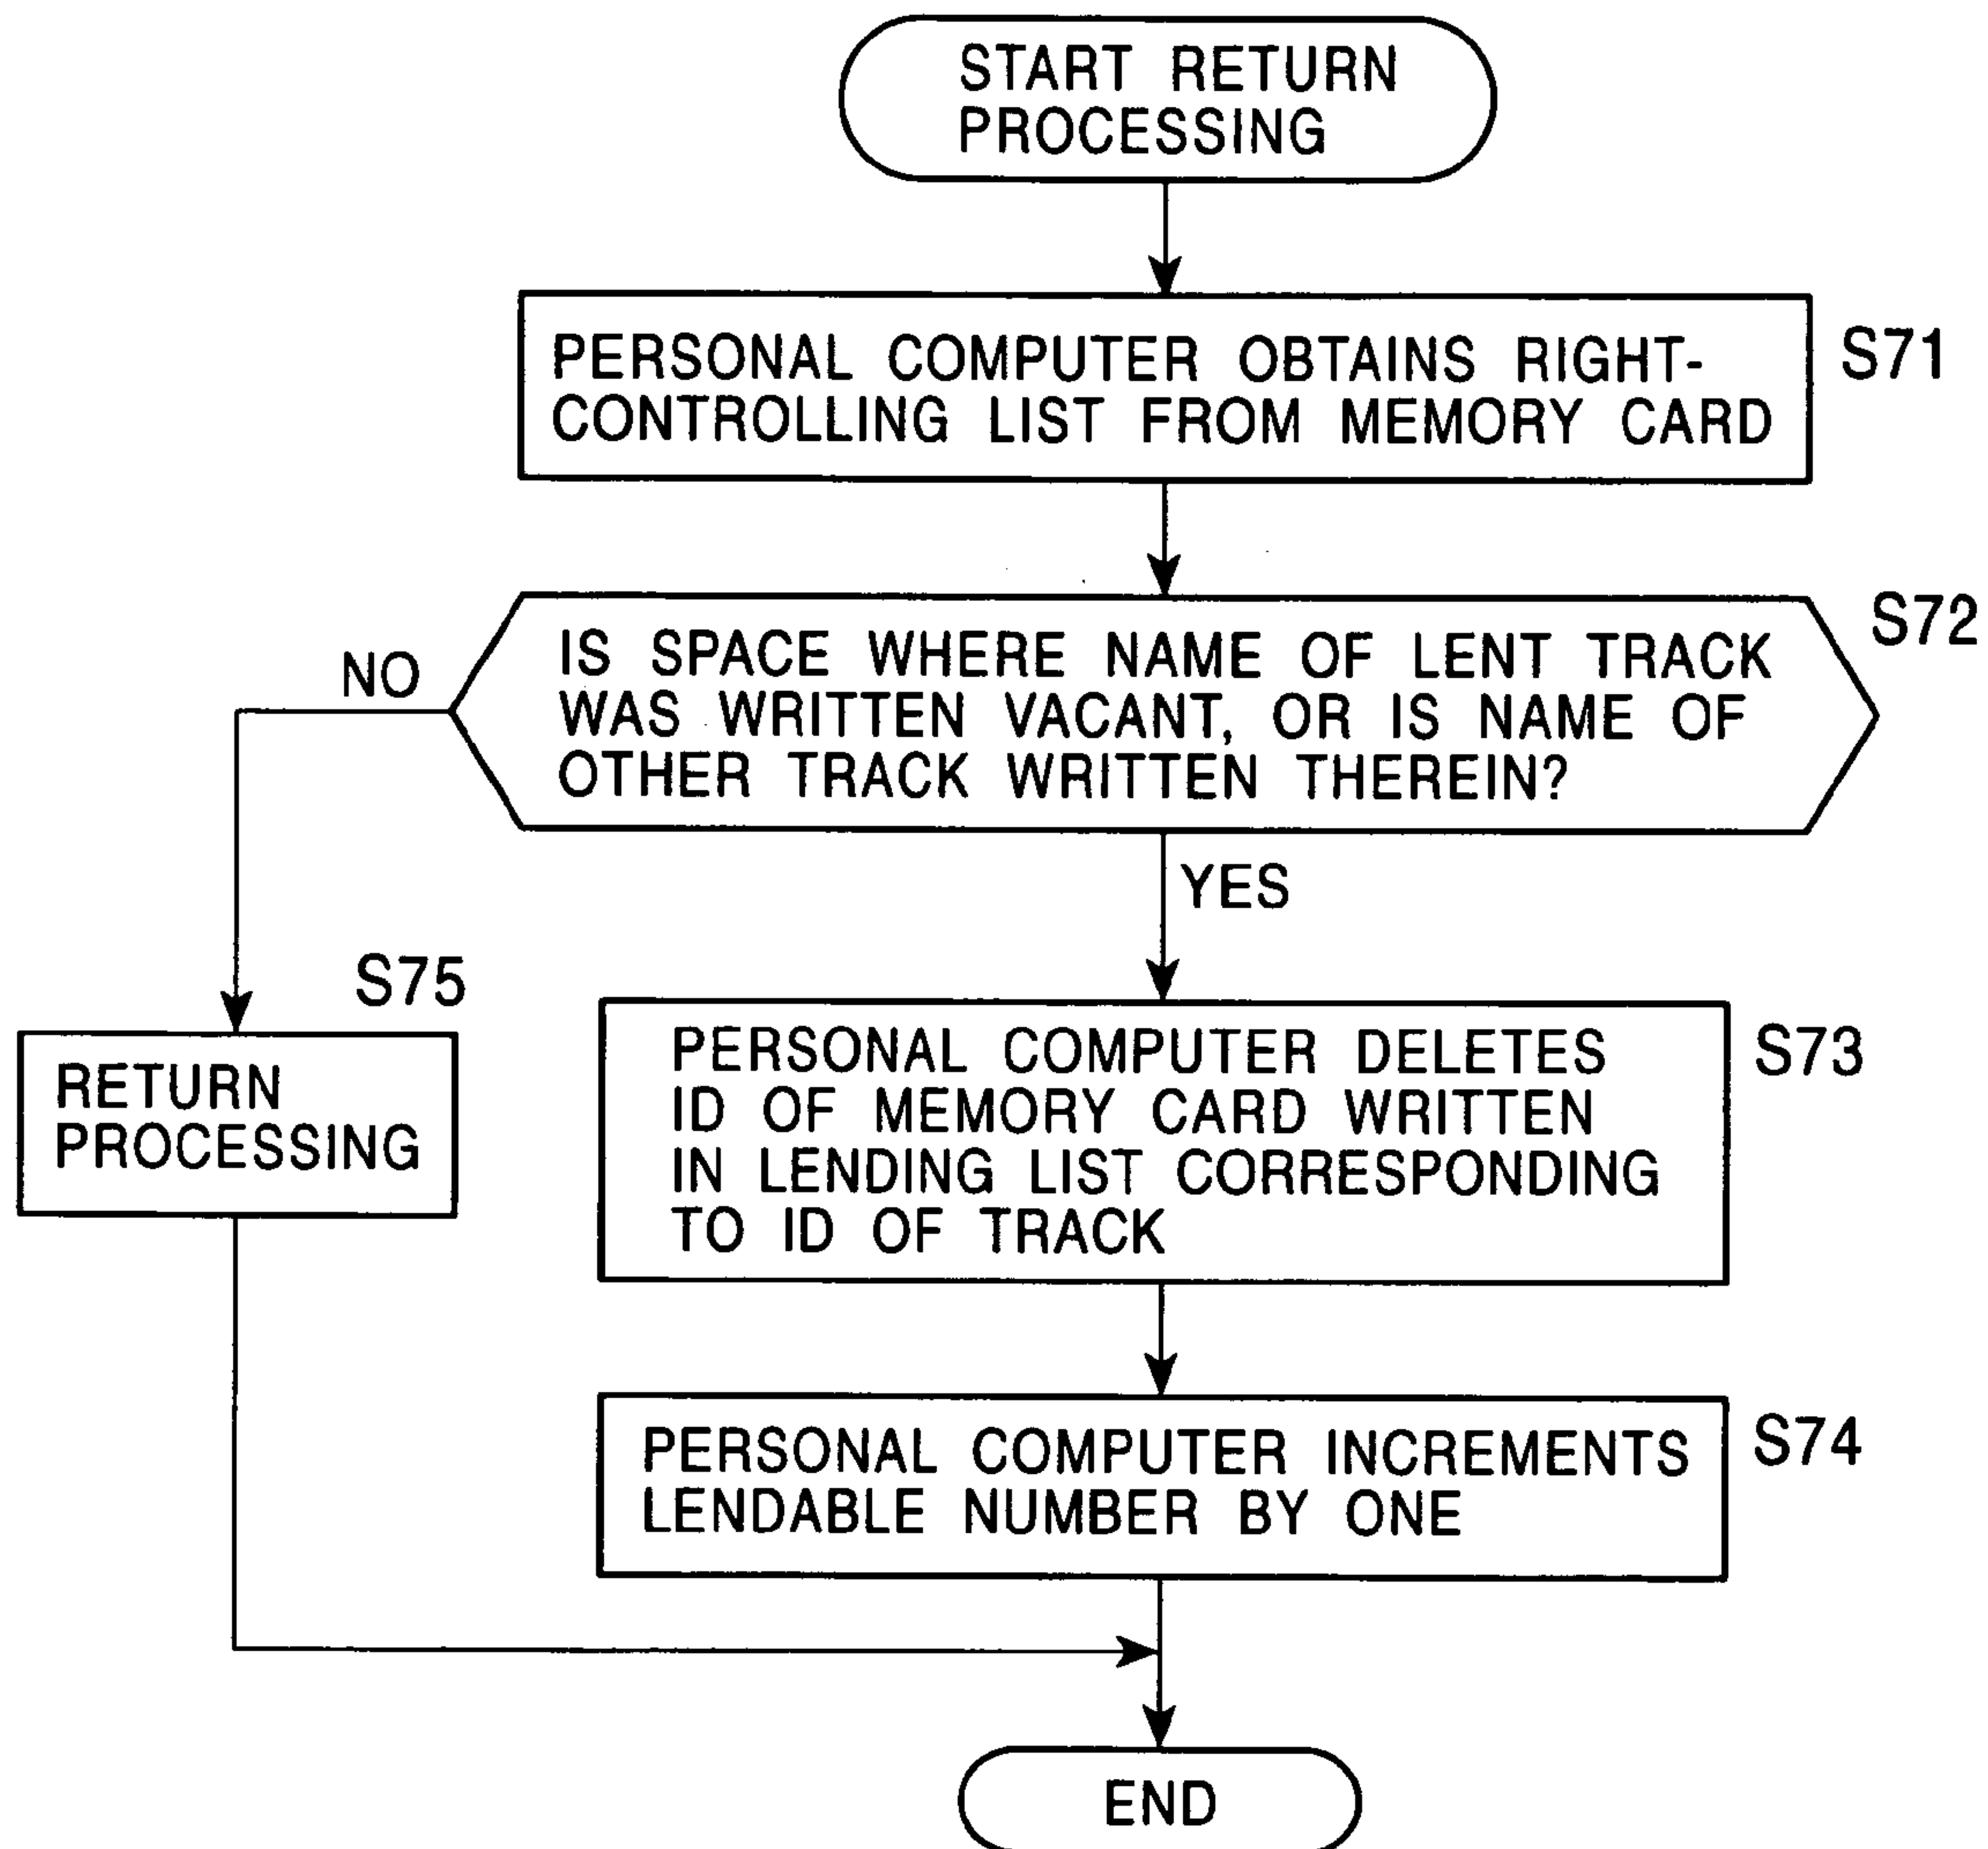 START RETURN
PROCESSING
PERSONAL COMPUTER OBTAINS RIGHT-
CONTROLLING LIST FROM MEMORY CARD
S71
IS SPACE WHERE NAME OF LENT TRACK
WAS WRITTEN VACANT, OR IS NAME OF
OTHER TRACK WRITTEN THEREIN?
S72
NO
YES
S75
RETURN
PROCESSING
PERSONAL COMPUTER DELETES
ID OF MEMORY CARD WRITTEN
IN LENDING LIST CORRESPONDING
TO ID OF TRACK
S73
PERSONAL COMPUTER INCREMENTS
LENDABLE NUMBER BY ONE
S74
END